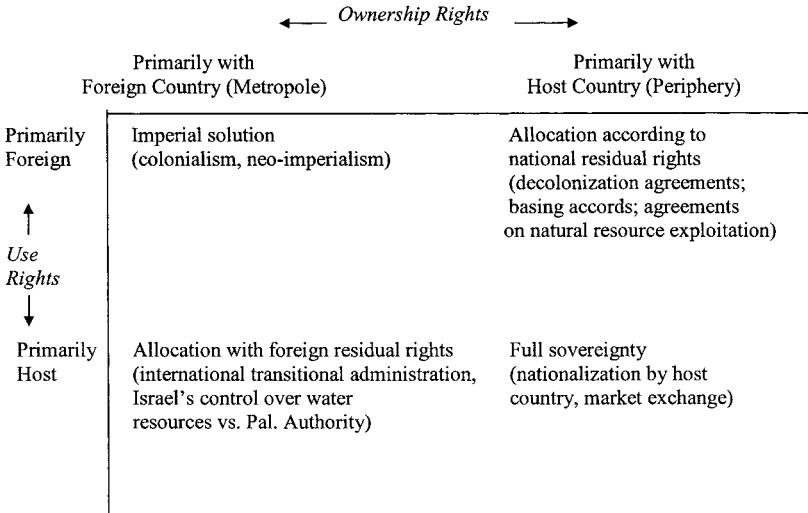 Ownership Rights
Primarily with
Foreign Country (Metropole)
Primarily with
Host Country (Periphery)
Primarily
Foreign
Imperial solution
(colonialism, neo-imperialism)
Allocation according to
national residual rights
(decolonization agreements;
basing accords; agreements
on natural resource exploitation)
Use
Rights
Primarily
Host
Allocation with foreign residual rights
(international transitional administration,
Israel's control over water
resources vs. Pal. Authority)
Full sovereignty
(nationalization by host
country, market exchange)